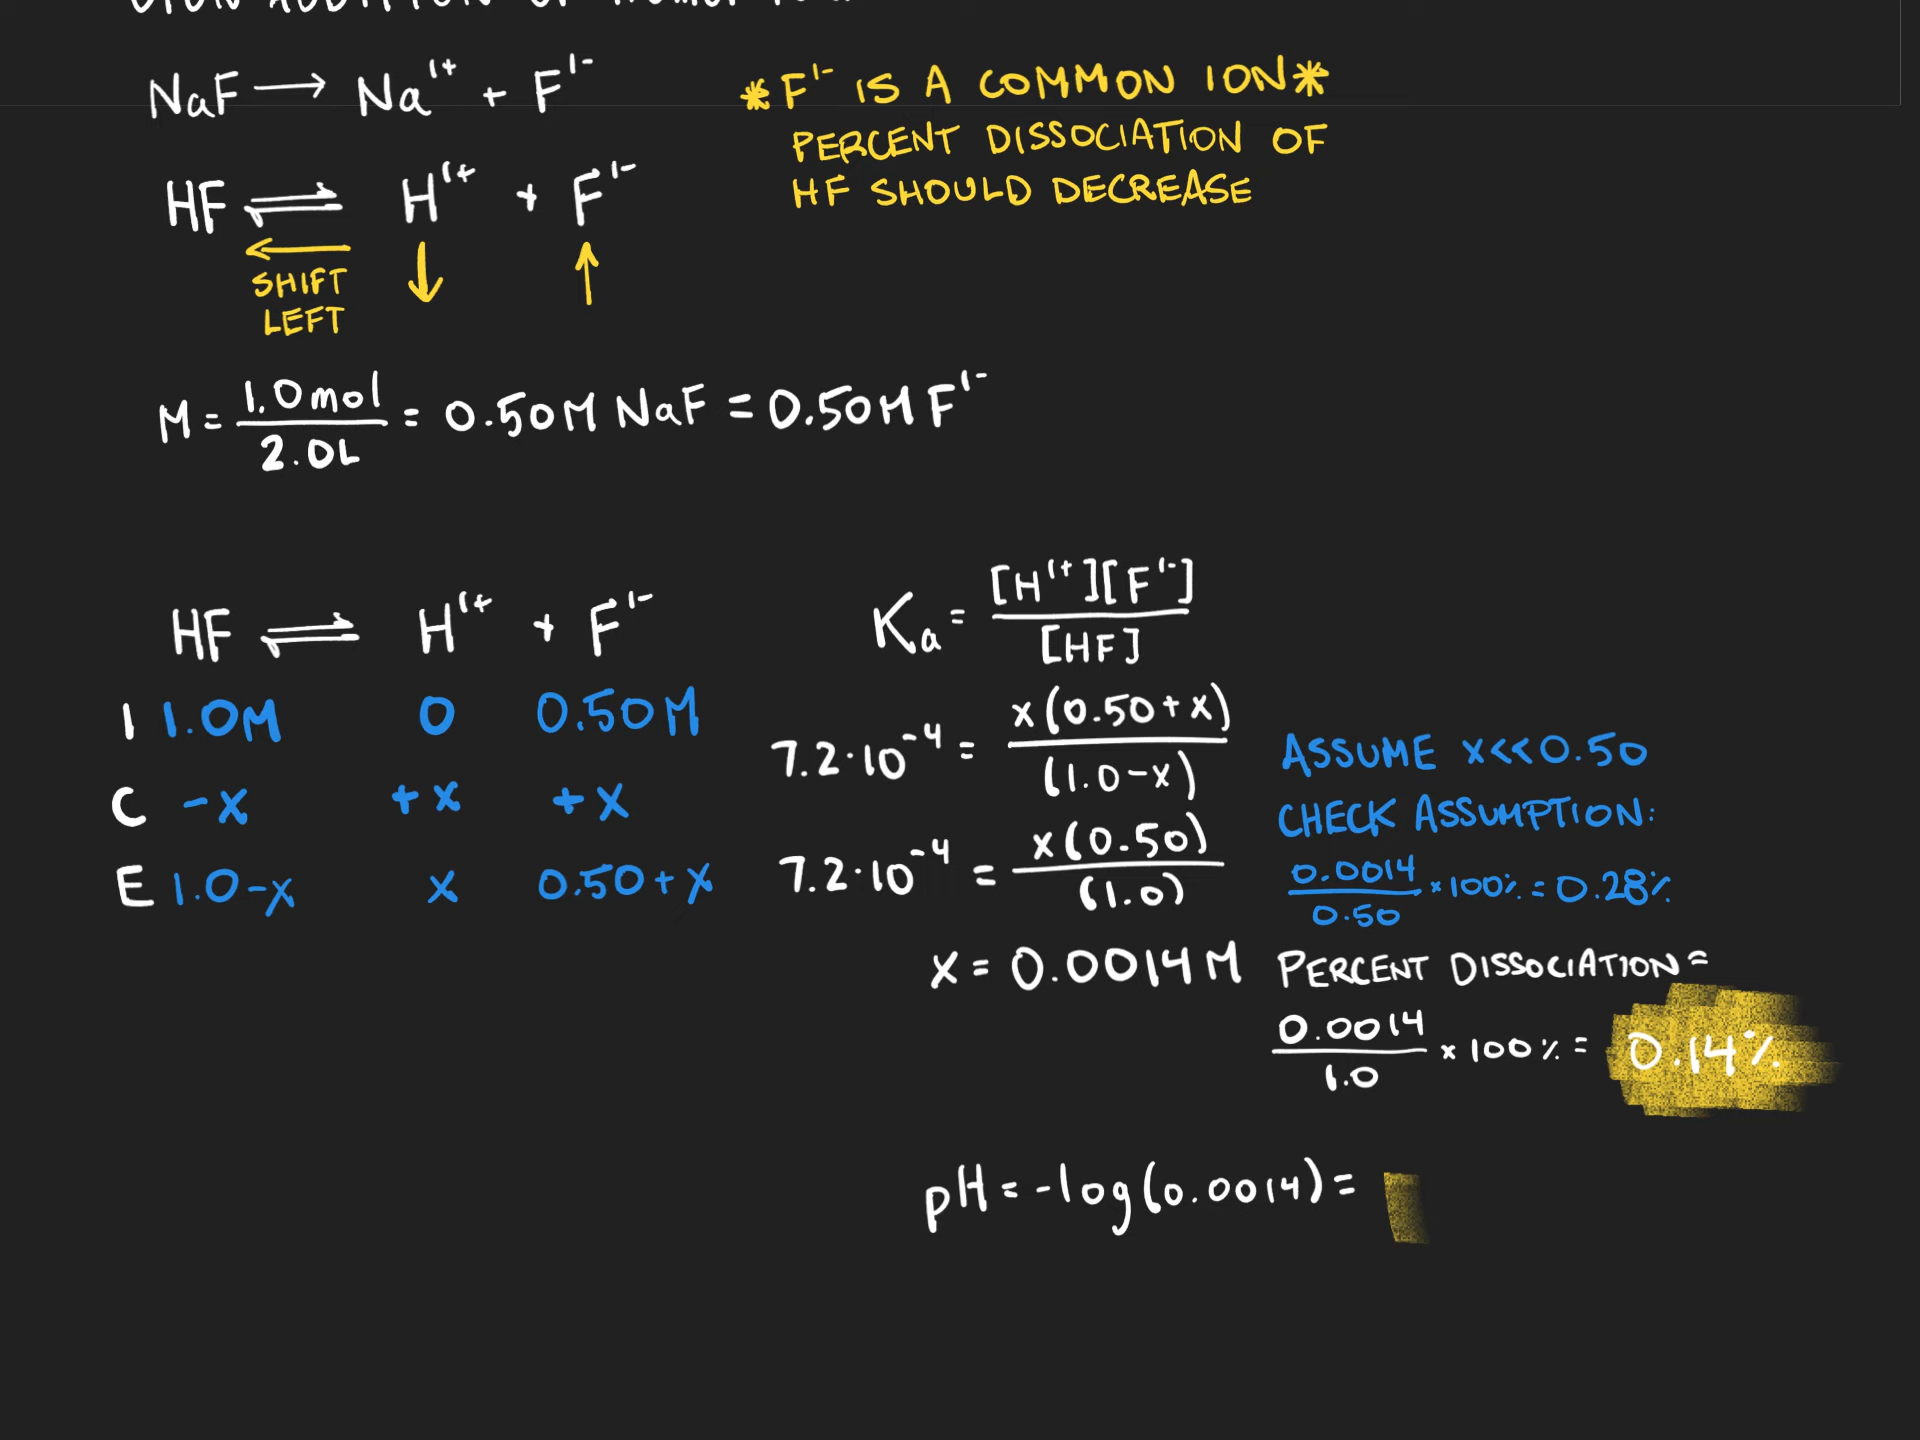 NaF → Na¹⁺ + F¹⁻
*F¹⁻ IS A COMMON ION*
PERCENT DISSOCIATION OF
HF SHOULD DECREASE
HF ⇌ H¹⁺ + F¹⁻
← ↓ ↑
SHIFT
LEFT
M = 1.0mol/2.0L = 0.50M NaF = 0.50M F¹⁻
HF ⇌ H¹⁺ + F¹⁻
I 1.0M 0 0.50M
C -x +x +x
E 1.0-x x 0.50+x
Ka = [H¹⁺][F¹⁻]/[HF]
7.2·10⁻⁴ = x(0.50+x)/(1.0-x)
7.2·10⁻⁴ = x(0.50)/(1.0)
x = 0.0014M
ASSUME x<<0.50
CHECK ASSUMPTION:
0.0014/0.50 × 100% = 0.28%
PERCENT DISSOCIATION =
0.0014/1.0 × 100% = 0.14%
pH = -log(0.0014) =